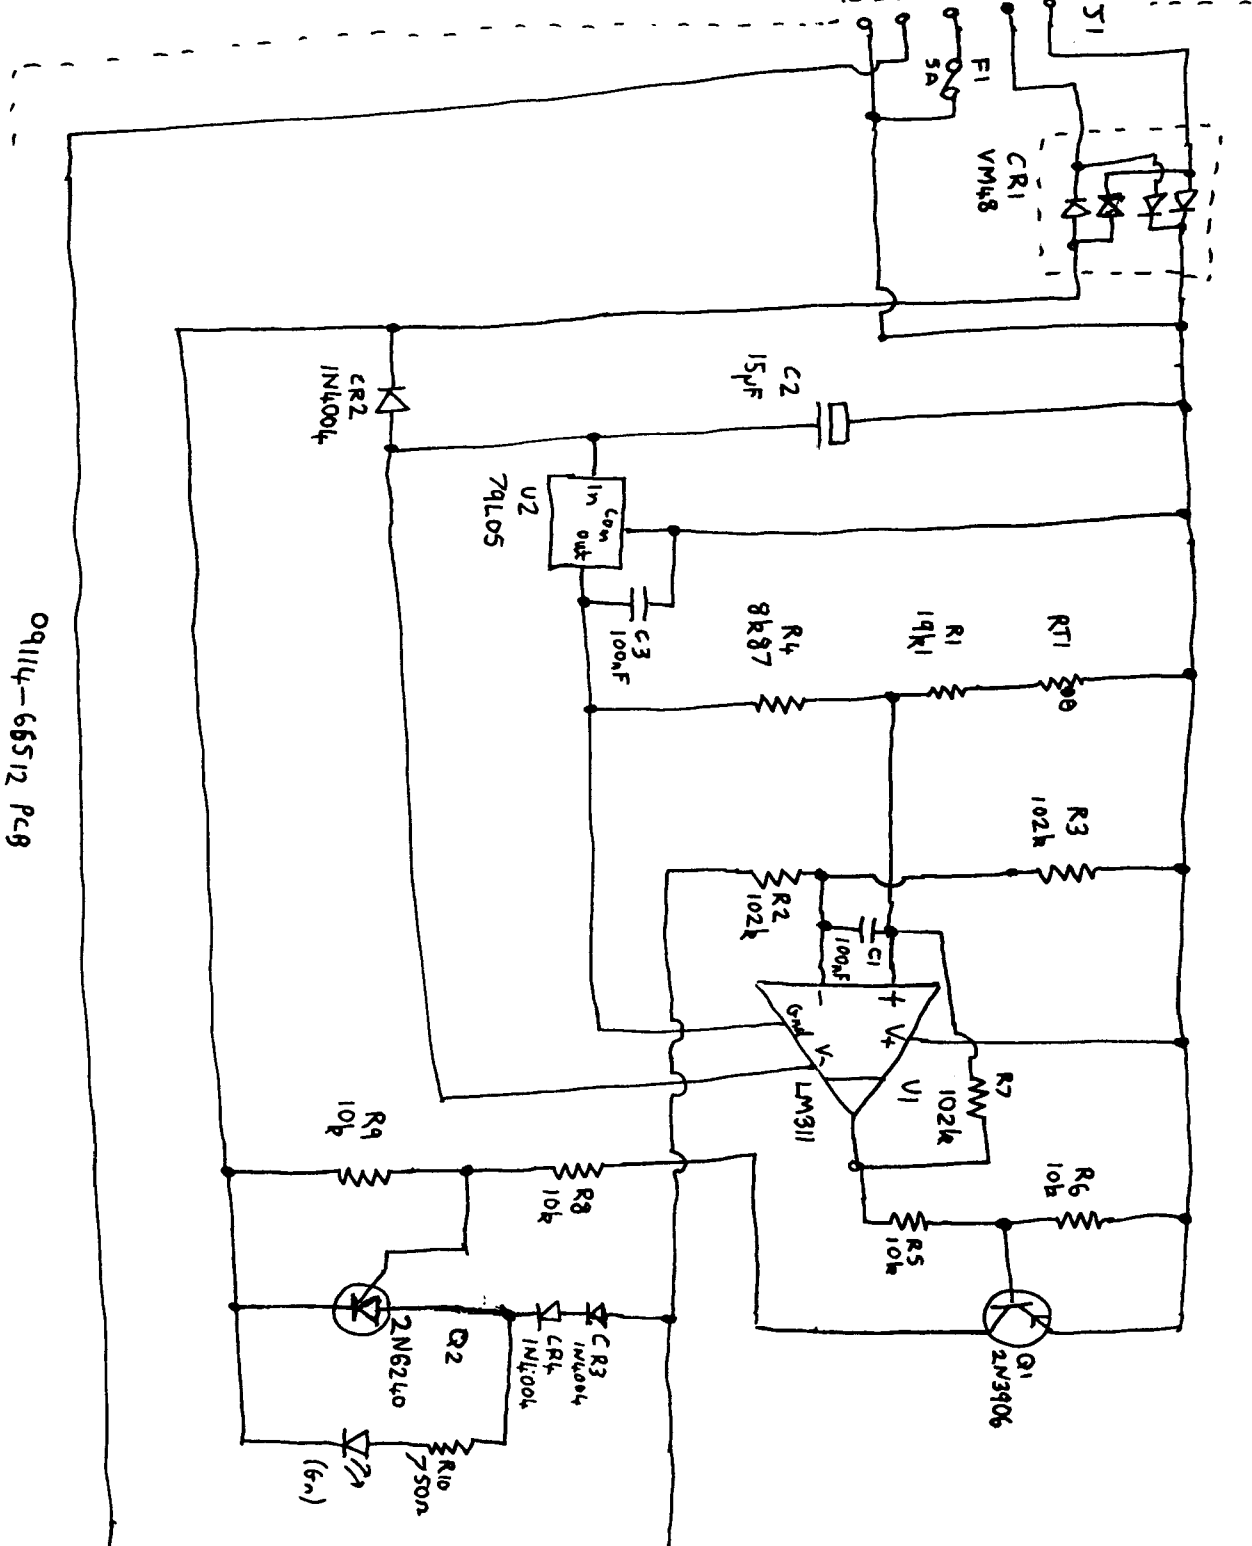 J1
F1
5A
CR1
VM48
CR2
1N4004
C2
15µF
U2
79L05
In
Com
Out
C3
100nF
RT1
θ
R1
19k1
R4
8k87
R3
102k
R2
102k
C1
100nF
+
-
Gnd
V+
V-
U1
LM311
R7
102k
R6
10k
R5
10k
Q1
2N3906
R9
10k
R8
10k
CR3
1N4004
CR4
1N4004
Q2
2N6240
R10
750Ω
(Gn)
09114-66512 PCB